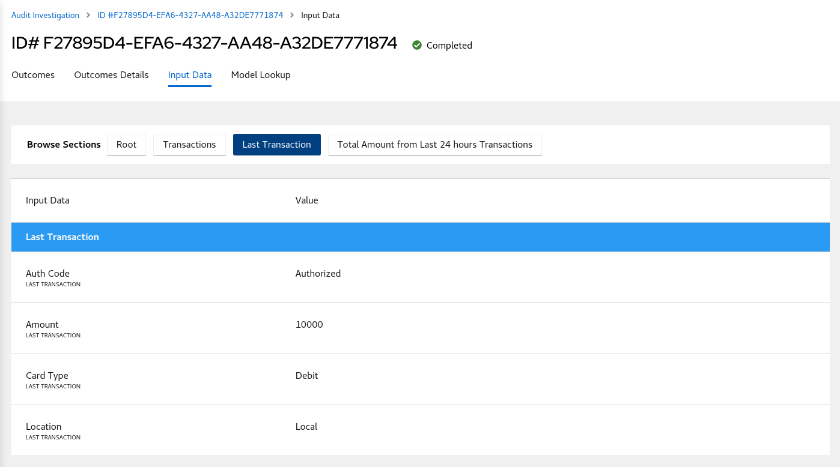 Audit Investigation > ID #F27895D4-EFA6-4327-AA48-A32DE7771874 > Input Data
ID# F27895D4-EFA6-4327-AA48-A32DE7771874 Completed
Outcomes Outcomes Details Input Data Model Lookup
Browse Sections Root Transactions Last Transaction Total Amount from Last 24 hours Transactions
Input Data Value
Last Transaction
Auth Code Authorized
LAST TRANSACTION
Amount 10000
LAST TRANSACTION
Card Type Debit
LAST TRANSACTION
Location Local
LAST TRANSACTION